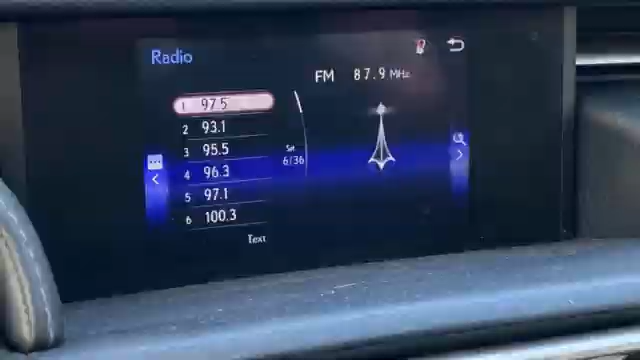 Radio
FM 87.9 MHz
1 97.5
2 93.1
3 95.5
4 96.3
5 97.1
6 100.3
Set
6/36
Text